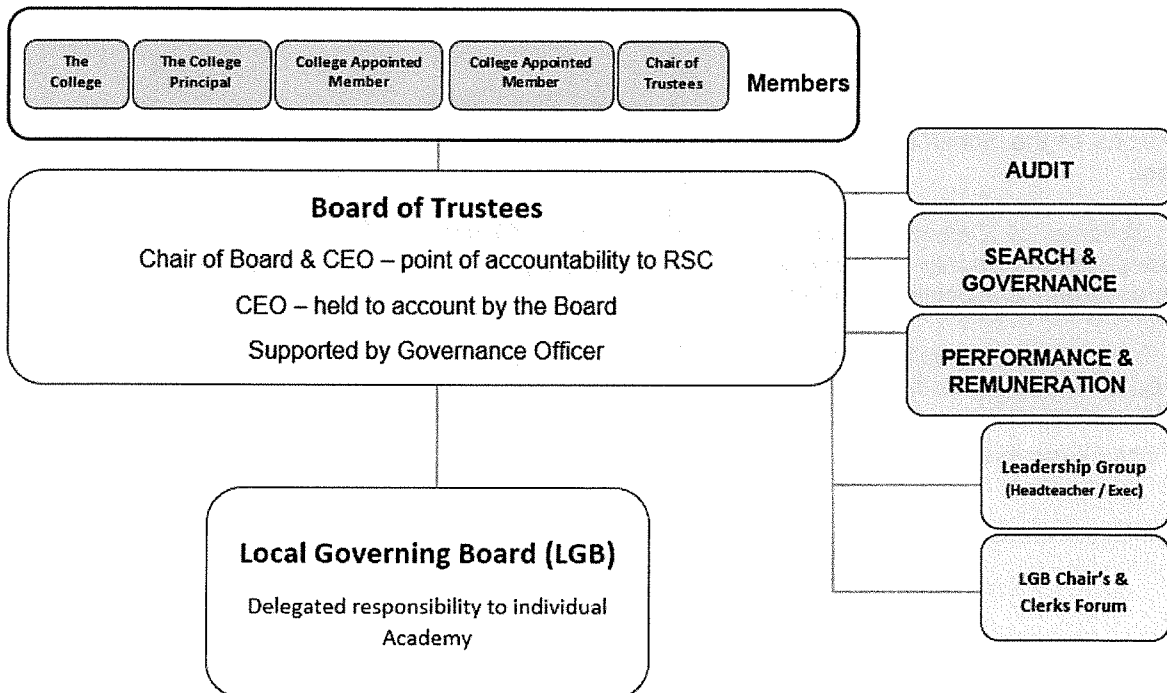 The
College
The College
Principal
College Appointed
Member
College Appointed
Member
Chair of
Trustees
Members
Board of Trustees
Chair of Board & CEO – point of accountability to RSC
CEO – held to account by the Board
Supported by Governance Officer
AUDIT
SEARCH &
GOVERNANCE
PERFORMANCE &
REMUNERATION
Leadership Group
(Headteacher / Exec)
LGB Chair's &
Clerks Forum
Local Governing Board (LGB)
Delegated responsibility to individual
Academy